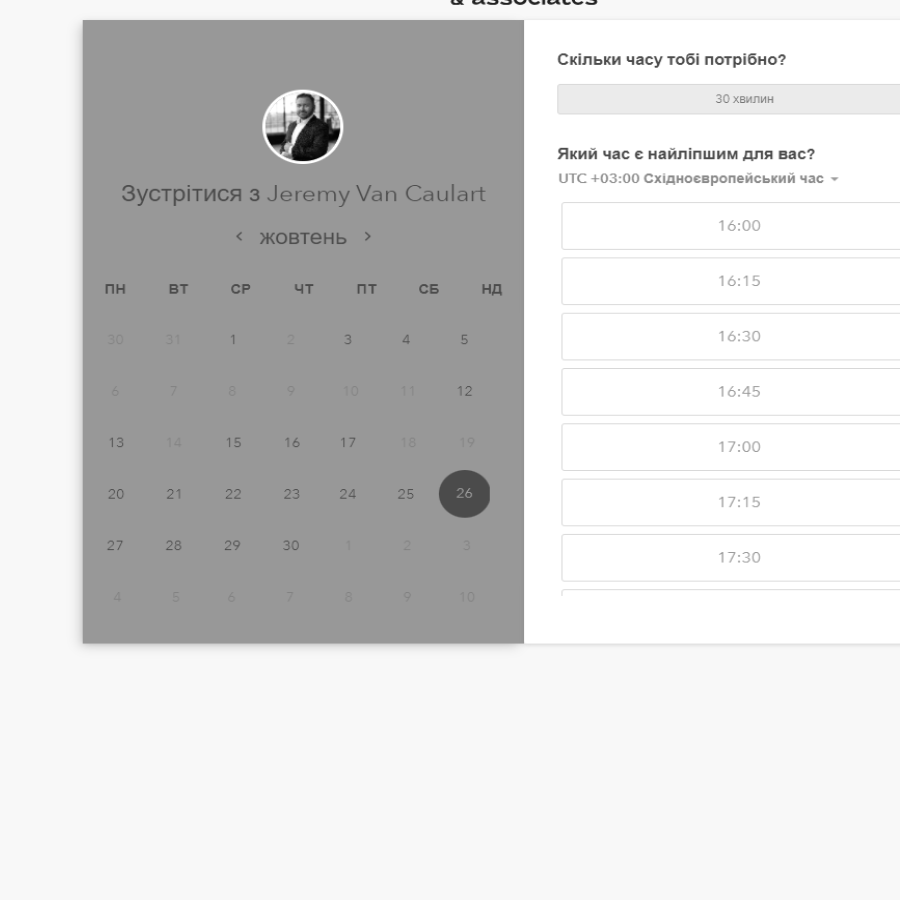 & associates
Зустрітися з Jeremy Van Caulart
жовтень
ПН ВТ СР ЧТ ПТ СБ НД
30 31 1 2 3 4 5
6 7 8 9 10 11 12
13 14 15 16 17 18 19
20 21 22 23 24 25 26
27 28 29 30 1 2 3
4 5 6 7 8 9 10
Скільки часу тобі потрібно?
30 хвилин
Який час є найліпшим для вас?
UTC +03:00 Східноєвропейський час
16:00
16:15
16:30
16:45
17:00
17:15
17:30